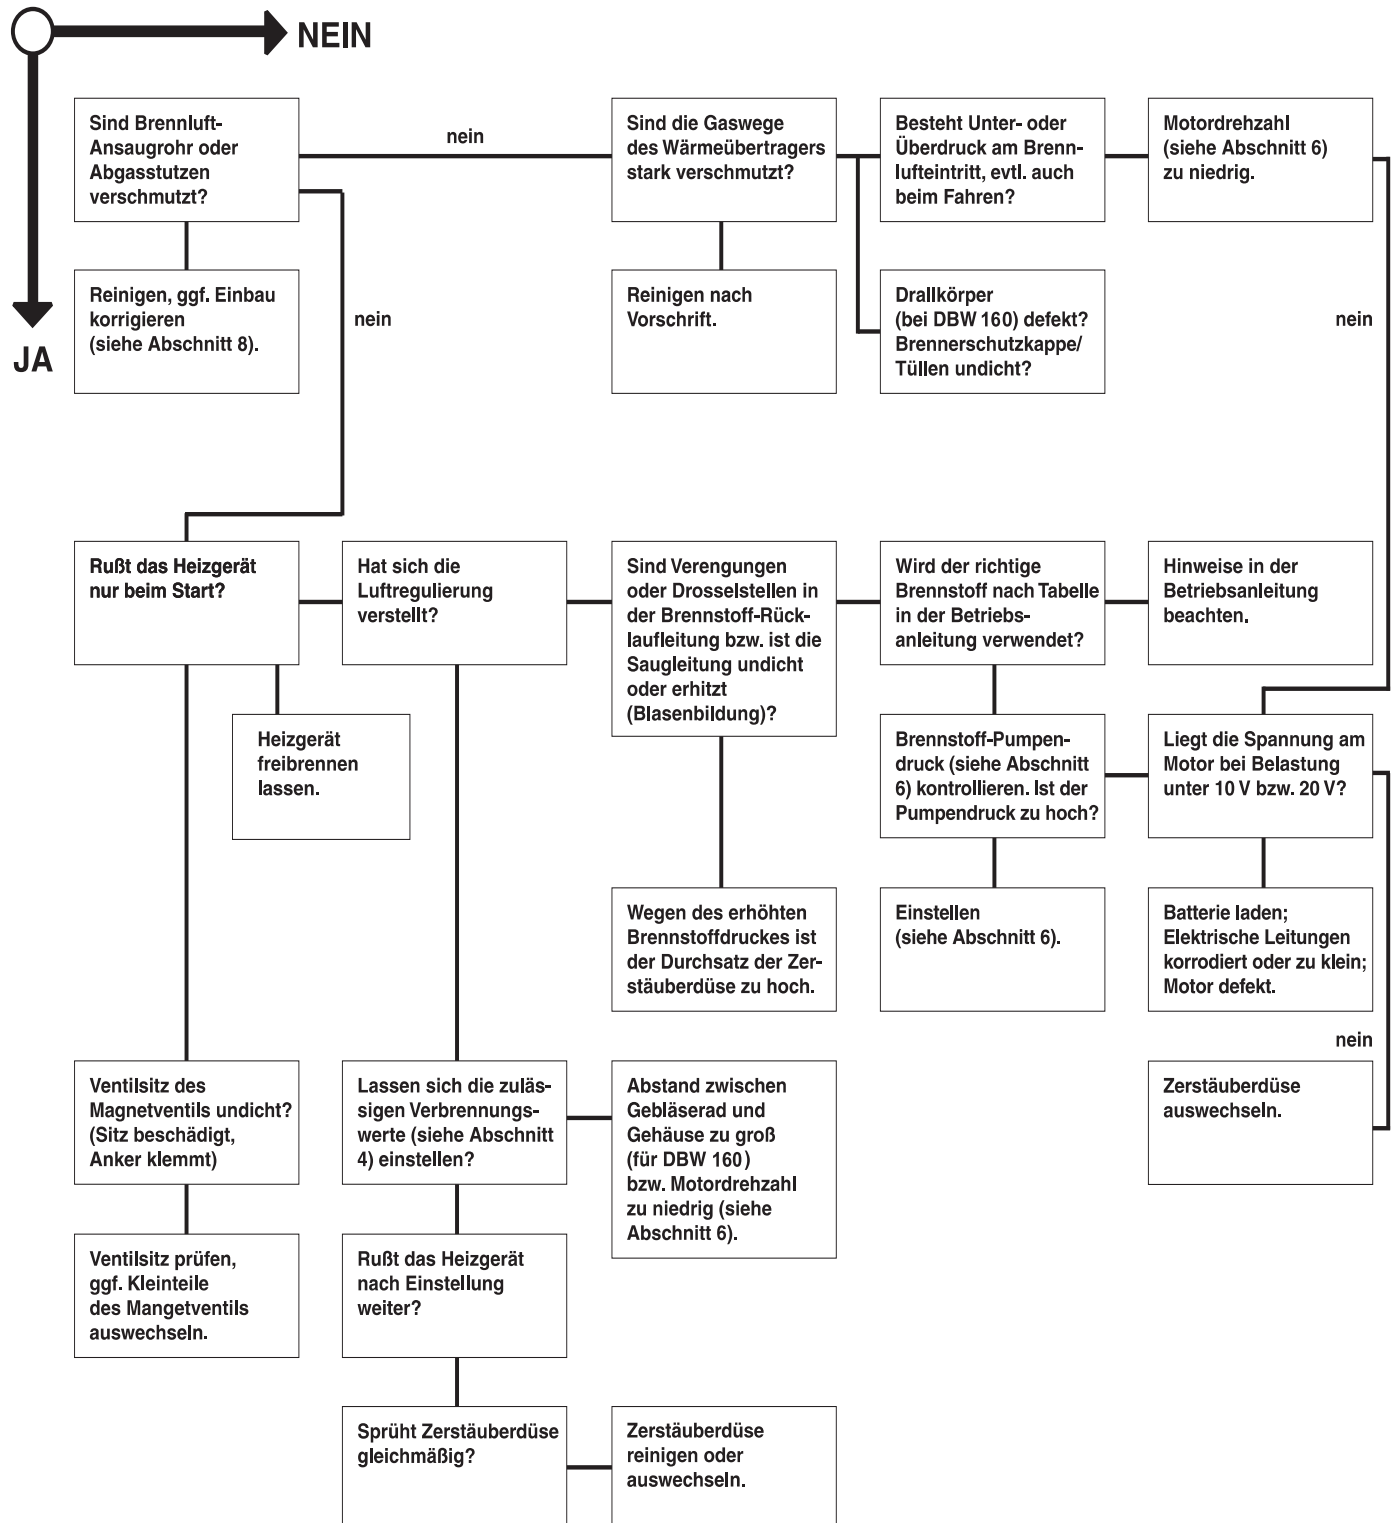 NEIN
JA
Sind Brennluft-
Ansaugrohr oder
Abgasstutzen
verschmutzt?
nein
Sind die Gaswege
des Wärmeübertragers
stark verschmutzt?
Besteht Unter- oder
Überdruck am Brenn-
lufteintritt, evtl. auch
beim Fahren?
Motordrehzahl
(siehe Abschnitt 6)
zu niedrig.
Reinigen, ggf. Einbau
korrigieren
(siehe Abschnitt 8).
nein
Reinigen nach
Vorschrift.
Drallkörper
(bei DBW 160) defekt?
Brennerschutzkappe/
Tüllen undicht?
nein
Rußt das Heizgerät
nur beim Start?
Hat sich die
Luftregulierung
verstellt?
Sind Verengungen
oder Drosselstellen in
der Brennstoff-Rück-
laufleitung bzw. ist die
Saugleitung undicht
oder erhitzt
(Blasenbildung)?
Wird der richtige
Brennstoff nach Tabelle
in der Betriebs-
anleitung verwendet?
Hinweise in der
Betriebsanleitung
beachten.
Heizgerät
freibrennen
lassen.
Brennstoff-Pumpen-
druck (siehe Abschnitt
6) kontrollieren. Ist der
Pumpendruck zu hoch?
Liegt die Spannung am
Motor bei Belastung
unter 10 V bzw. 20 V?
Wegen des erhöhten
Brennstoffdruckes ist
der Durchsatz der Zer-
stäuberdüse zu hoch.
Einstellen
(siehe Abschnitt 6).
Batterie laden;
Elektrische Leitungen
korrodiert oder zu klein;
Motor defekt.
nein
Ventilsitz des
Magnetventils undicht?
(Sitz beschädigt,
Anker klemmt)
Lassen sich die zuläs-
sigen Verbrennungs-
werte (siehe Abschnitt
4) einstellen?
Abstand zwischen
Gebläserad und
Gehäuse zu groß
(für DBW 160)
bzw. Motordrehzahl
zu niedrig (siehe
Abschnitt 6).
Zerstäuberdüse
auswechseln.
Ventilsitz prüfen,
ggf. Kleinteile
des Mangetventils
auswechseln.
Rußt das Heizgerät
nach Einstellung
weiter?
Sprüht Zerstäuberdüse
gleichmäßig?
Zerstäuberdüse
reinigen oder
auswechseln.